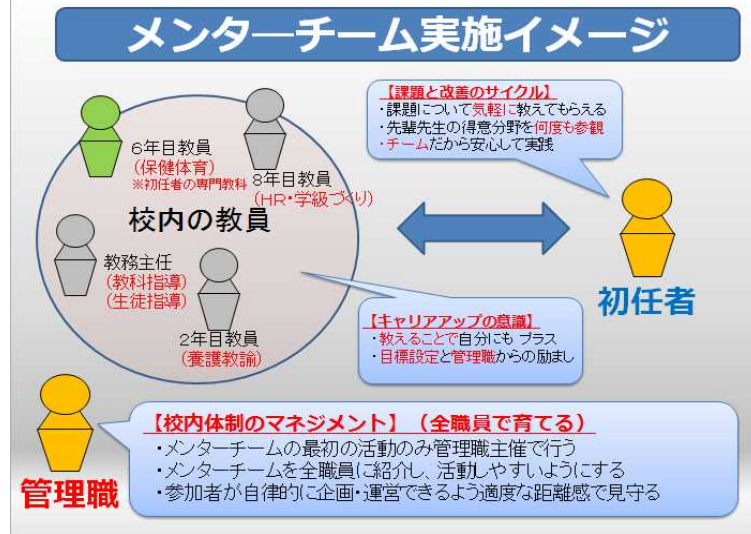 メンタ―チーム実施イメージ
【課題と改善のサイクル】
・課題について気軽に教えてもらえる
・先輩先生の得意分野を何度も参観
・チームだから安心して実践
6年目教員
(保健体育)
※初任者の専門教科
8年目教員
(HR・学級づくり)
校内の教員
教務主任
(教科指導)
(生徒指導)
2年目教員
(養護教諭)
初任者
【キャリアアップの意識】
・教えることで自分にも プラス
・目標設定と管理職からの励まし
管理職
【校内体制のマネジメント】（全職員で育てる）
・メンターチームの最初の活動のみ管理職主催で行う
・メンターチームを全職員に紹介し、活動しやすいようにする
・参加者が自律的に企画・運営できるよう適度な距離感で見守る